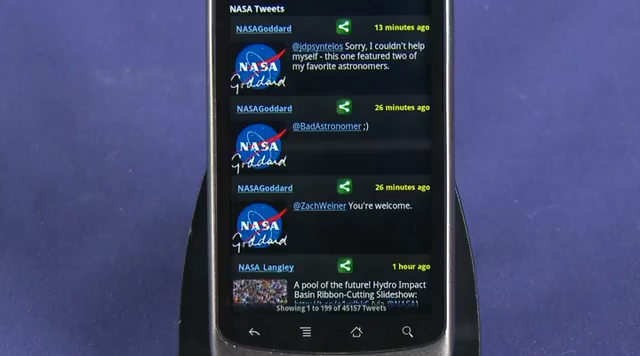 NASA Tweets
NASAGoddard 13 minutes ago
@jdpsyntelos Sorry, I couldn't help
myself - this one featured two of
my favorite astronomers.
NASA
Goddard
NASAGoddard 26 minutes ago
@BadAstronomer ;)
NASA
Goddard
NASAGoddard 26 minutes ago
@ZachWeiner You're welcome.
NASA
Goddard
NASA_Langley 1 hour ago
A pool of the future! Hydro Impact
Basin Ribbon-Cutting Slideshow:
Showing 1 to 199 of 45157 Tweets